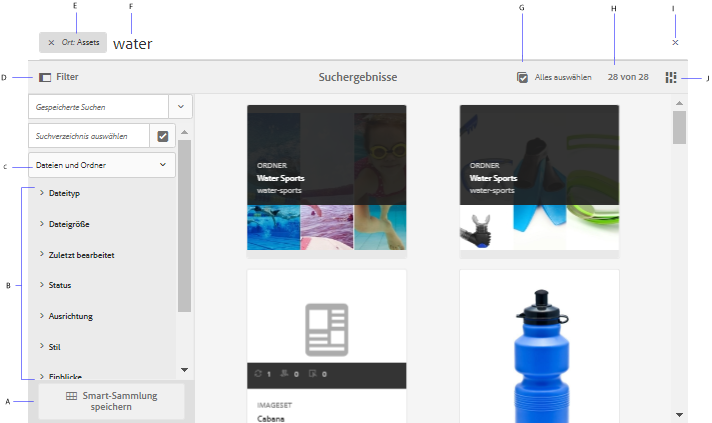 E F G H I
× Ort: Assets water ×
D Filter Suchergebnisse Alles auswählen 28 von 28 J
Gespeicherte Suchen
Suchverzeichnis auswählen
C Dateien und Ordner
B
Dateityp
Dateigröße
Zuletzt bearbeitet
Status
Ausrichtung
Stil
Einblicke
A Smart-Sammlung
speichern
ORDNER
Water Sports
water-sports
ORDNER
Water Sports
water-sports
1 0 0
IMAGESET
Cabana